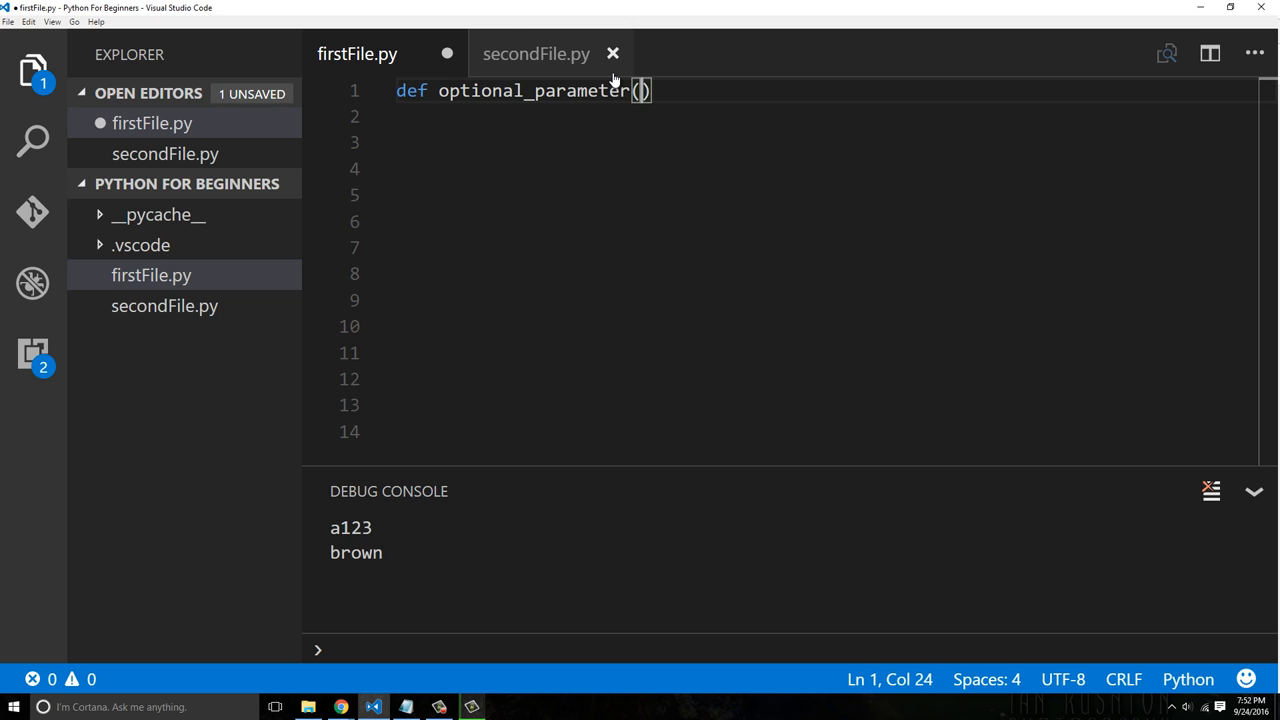 ● firstFile.py - Python For Beginners - Visual Studio Code
File Edit View Go Help
EXPLORER
OPEN EDITORS 1 UNSAVED
firstFile.py
secondFile.py
PYTHON FOR BEGINNERS
__pycache__
.vscode
firstFile.py
secondFile.py
1
2
firstFile.py
secondFile.py
1 def optional_parameter()
2
3
4
5
6
7
8
9
10
11
12
13
14
DEBUG CONSOLE
a123
brown
0 0
Ln 1, Col 24 Spaces: 4 UTF-8 CRLF Python
I'm Cortana. Ask me anything.
7:52 PM
9/24/2016